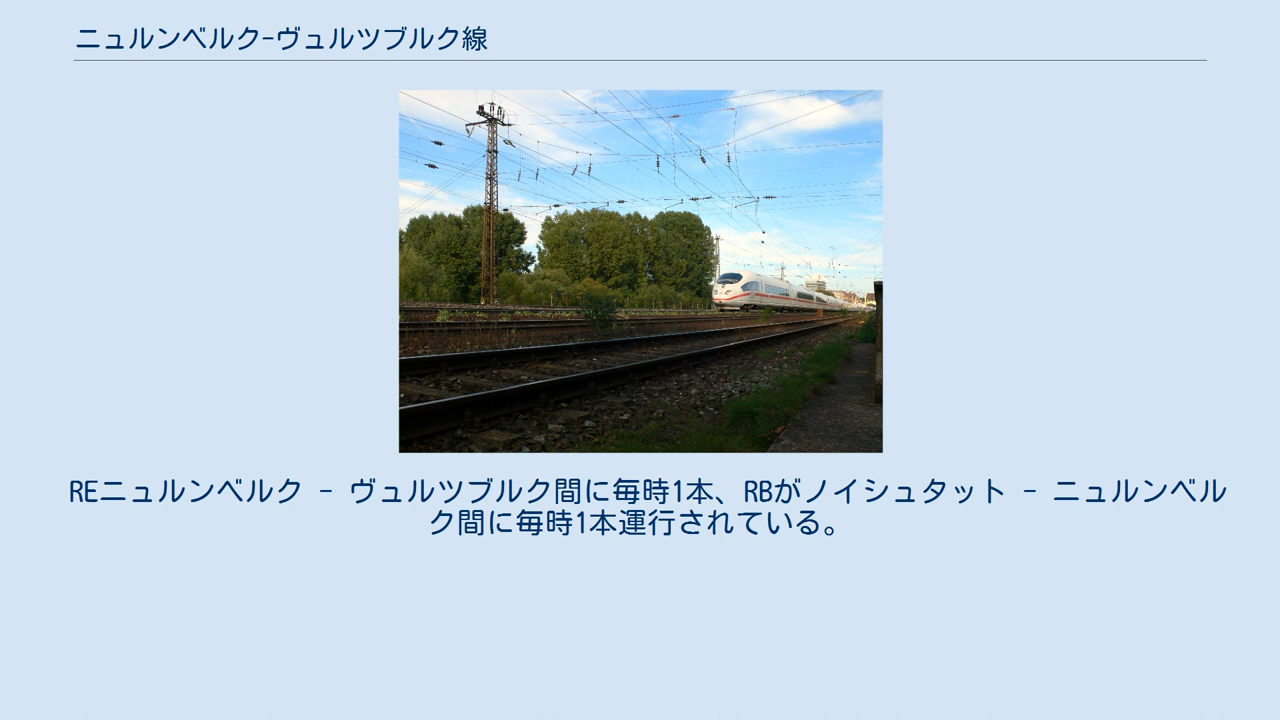 ニュルンベルク-ヴュルツブルク線
REニュルンベルク - ヴュルツブルク間に毎時1本、RBがノイシュタット - ニュルンベル
ク間に毎時1本運行されている。